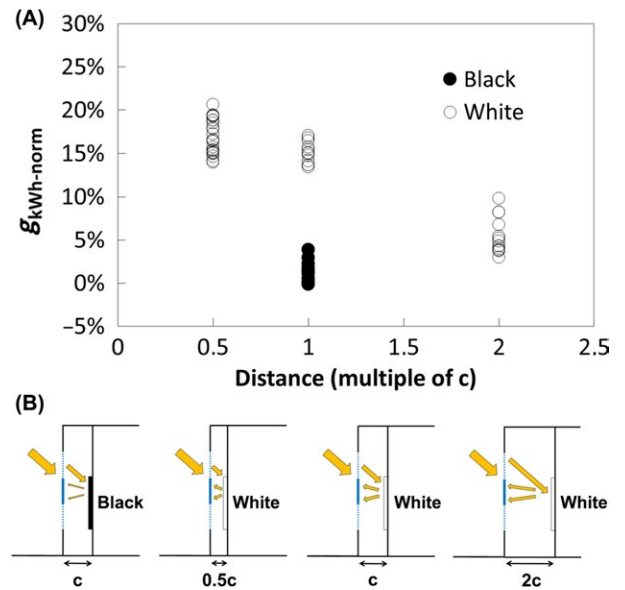 (A)
30%
25%
20%
15%
10%
5%
0%
−5%
gkWh-norm
Black
White
0 0.5 1 1.5 2 2.5
Distance (multiple of c)
(B)
Black White White White
c 0.5c c 2c